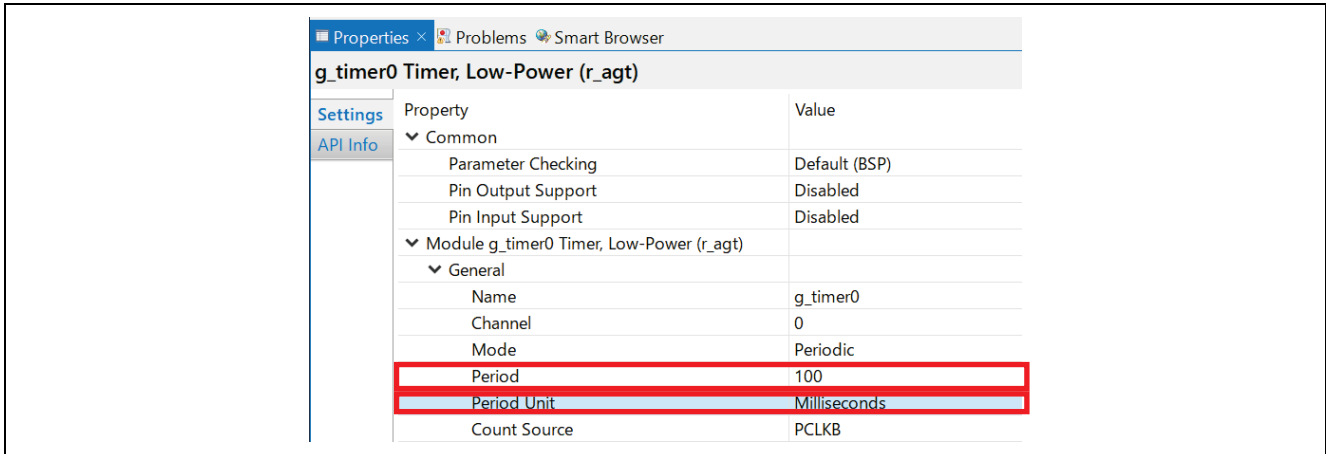 Properties Problems Smart Browser
g_timer0 Timer, Low-Power (r_agt)
Settings Property Value
API Info Common
Parameter Checking Default (BSP)
Pin Output Support Disabled
Pin Input Support Disabled
Module g_timer0 Timer, Low-Power (r_agt)
General
Name g_timer0
Channel 0
Mode Periodic
Period 100
Period Unit Milliseconds
Count Source PCLKB